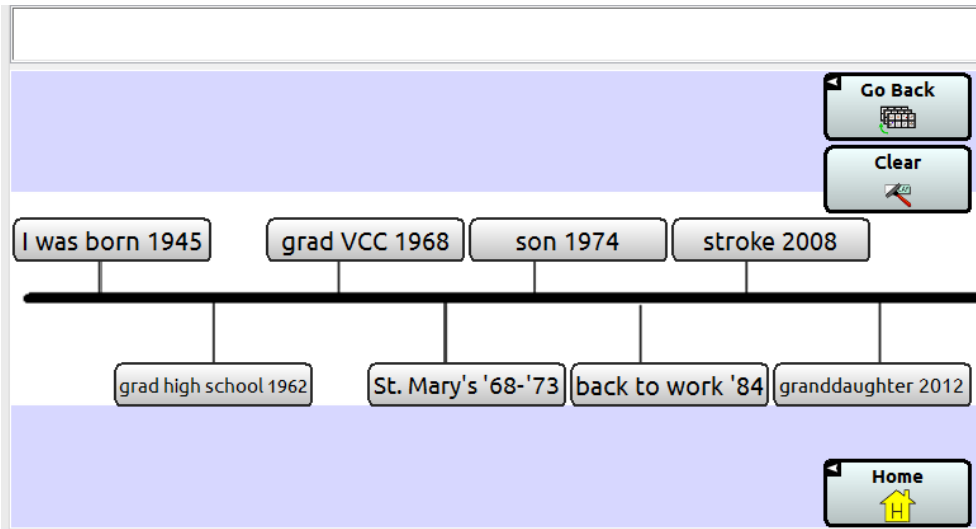 Go Back
Clear
I was born 1945
grad VCC 1968
son 1974
stroke 2008
grad high school 1962
St. Mary's '68-'73
back to work '84
granddaughter 2012
Home
H